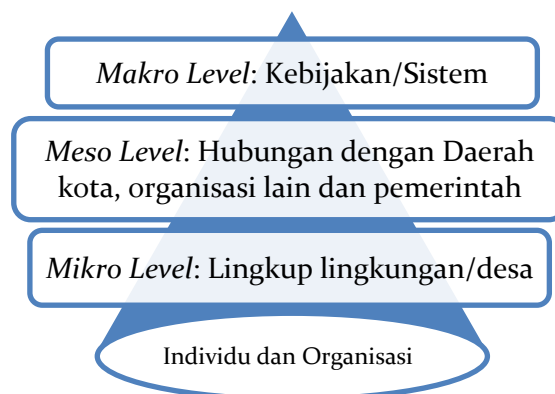 Makro Level: Kebijakan/Sistem
Meso Level: Hubungan dengan Daerah
kota, organisasi lain dan pemerintah
Mikro Level: Lingkup lingkungan/desa
Individu dan Organisasi